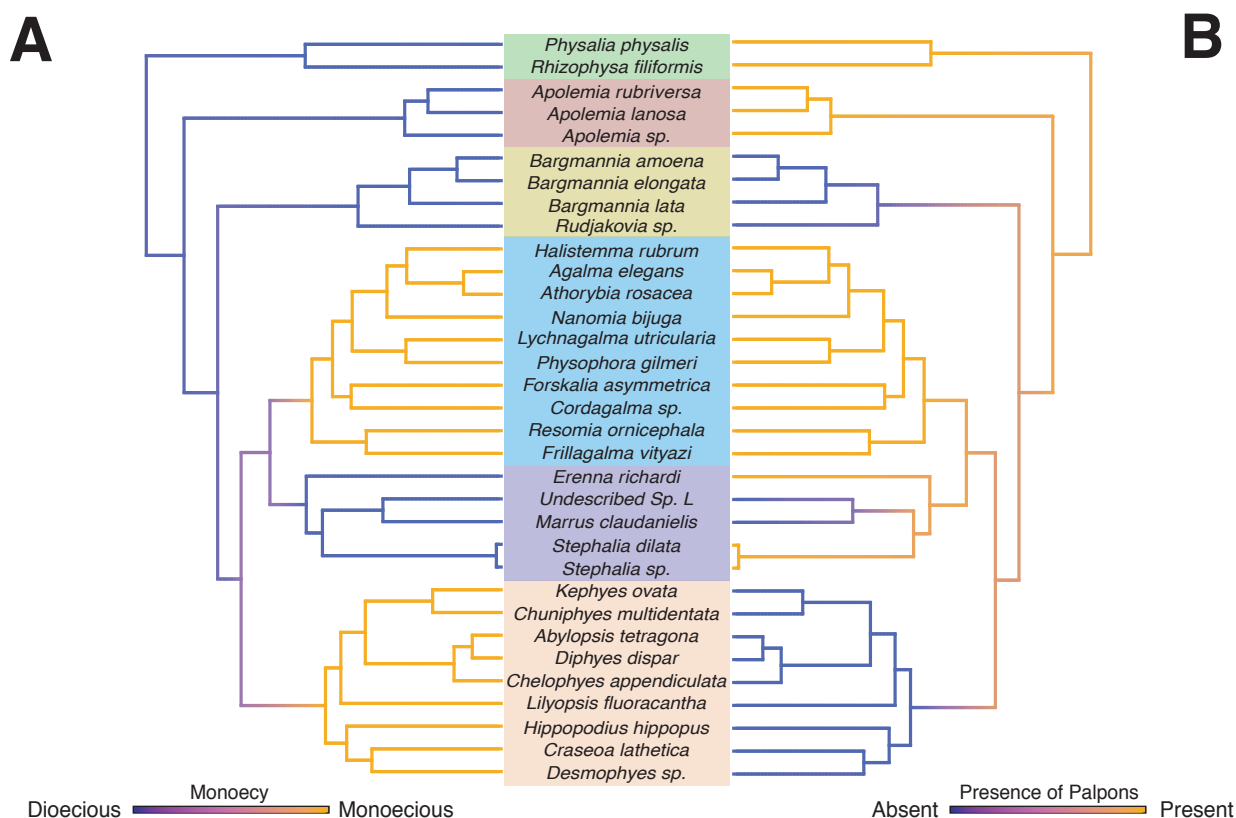 A
B
Physalia physalis
Rhizophysa filiformis
Apolemia rubriversa
Apolemia lanosa
Apolemia sp.
Bargmannia amoena
Bargmannia elongata
Bargmannia lata
Rudjakovia sp.
Halistemma rubrum
Agalma elegans
Athorybia rosacea
Nanomia bijuga
Lychnagalma utricularia
Physophora gilmeri
Forskalia asymmetrica
Cordagalma sp.
Resomia ornicephala
Frillagalma vityazi
Erenna richardi
Undescribed Sp. L
Marrus claudanielis
Stephalia dilata
Stephalia sp.
Kephyes ovata
Chuniphyes multidentata
Abylopsis tetragona
Diphyes dispar
Chelophyes appendiculata
Lilyopsis fluoracantha
Hippopodius hippopus
Craseoa lathetica
Desmophyes sp.
Monoecy
Dioecious
Monoecious
Presence of Palpons
Absent
Present